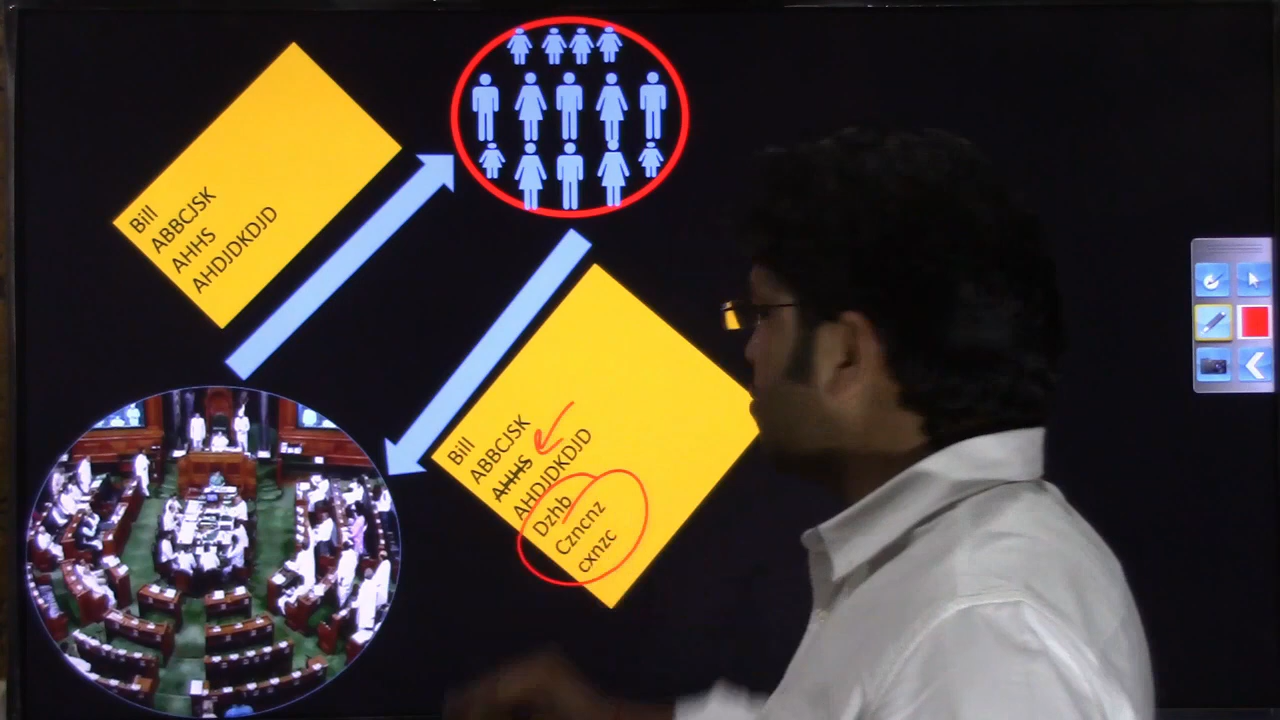 Bill
ABBCJSK
AHHS
AHDJDKDJD
Bill
ABBCJSK
AHHS
AHDJDKDJD
Dzhb
Czncnz
cxnzc